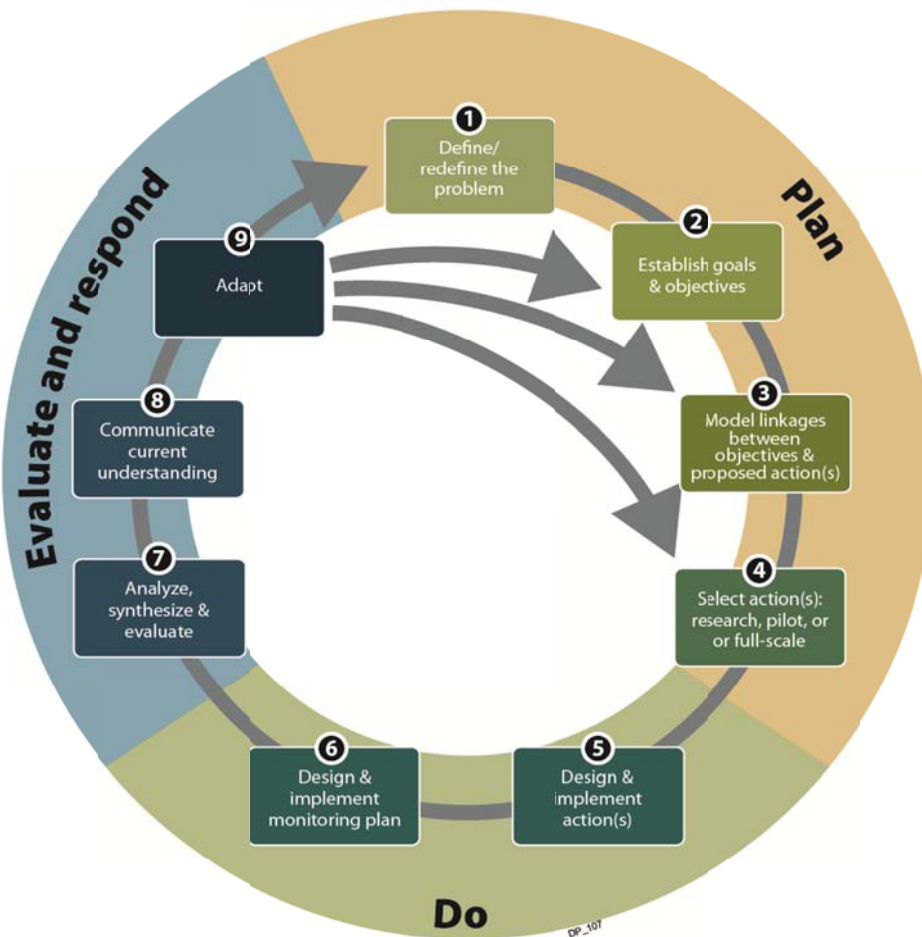 1
Define/
redefine the
problem
Plan
2
Establish goals
& objectives
3
Model linkages
between
objectives &
proposed action(s)
4
Select action(s):
research, pilot, or
or full-scale
5
Design &
implement
action(s)
6
Design &
implement
monitoring plan
Do
7
Analyze,
synthesize &
evaluate
8
Communicate
current
understanding
9
Adapt
Evaluate and respond
DP_107